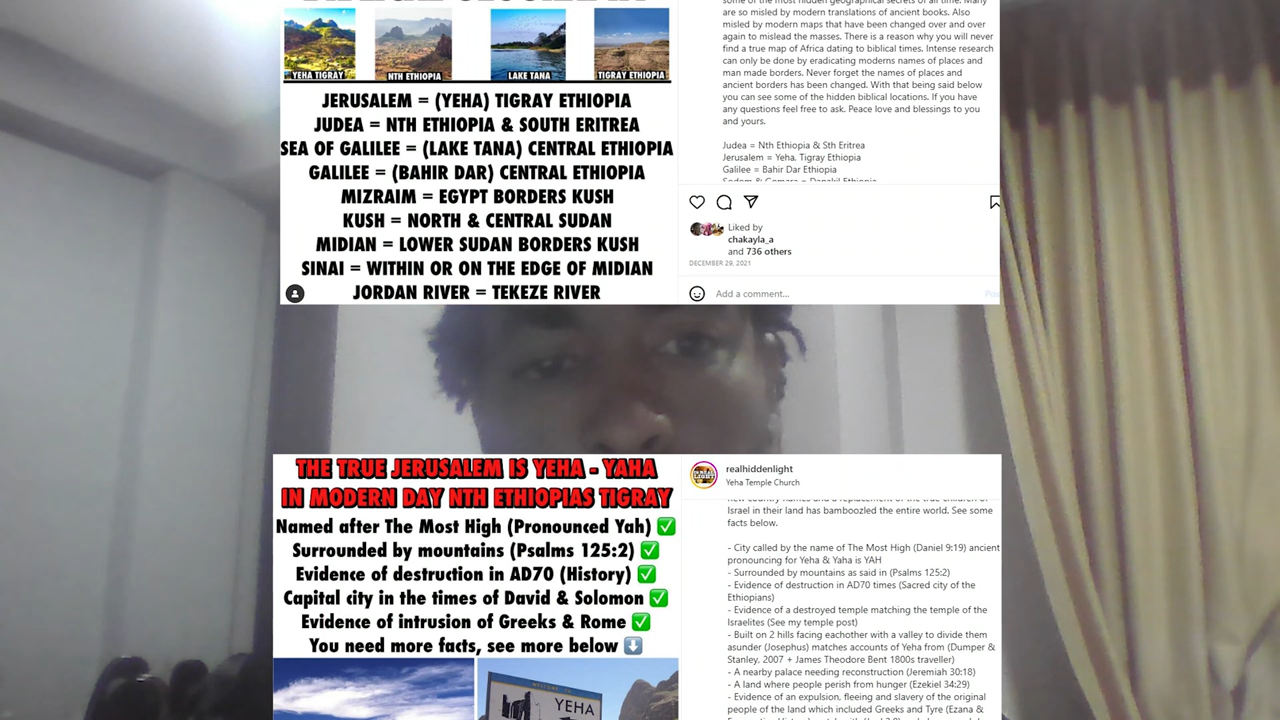 YEHA TIGRAY
NTH ETHIOPIA
LAKE TANA
TIGRAY ETHIOPIA
JERUSALEM = (YEHA) TIGRAY ETHIOPIA
JUDEA = NTH ETHIOPIA & SOUTH ERITREA
SEA OF GALILEE = (LAKE TANA) CENTRAL ETHIOPIA
GALILEE = (BAHIR DAR) CENTRAL ETHIOPIA
MIZRAIM = EGYPT BORDERS KUSH
KUSH = NORTH & CENTRAL SUDAN
MIDIAN = LOWER SUDAN BORDERS KUSH
SINAI = WITHIN OR ON THE EDGE OF MIDIAN
JORDAN RIVER = TEKEZE RIVER
some of the most hidden geographical secrets of all time. Many
are so misled by modern translations of ancient books. Also
misled by modern maps that have been changed over and over
again to mislead the masses. There is a reason why you will never
find a true map of Africa dating to biblical times. Intense research
can only be done by eradicating moderns names of places and
man made borders. Never forget the names of places and
ancient borders has been changed. With that being said below
you can see some of the hidden biblical locations. If you have
any questions feel free to ask. Peace love and blessings to you
and yours.
Judea = Nth Ethiopia & Sth Eritrea
Jerusalem = Yeha, Tigray Ethiopia
Galilee = Bahir Dar Ethiopia
Sodom & Gomara = Danakil Ethiopia
Liked by
chakayla_a
and 736 others
DECEMBER 29, 2021
Add a comment...
THE TRUE JERUSALEM IS YEHA - YAHA
IN MODERN DAY NTH ETHIOPIAS TIGRAY
Named after The Most High (Pronounced Yah) ✅
Surrounded by mountains (Psalms 125:2) ✅
Evidence of destruction in AD70 (History) ✅
Capital city in the times of David & Solomon ✅
Evidence of intrusion of Greeks & Rome ✅
You need more facts, see more below ⬇️
WELCOME TO
YEHA
realhiddenlight
Yeha Temple Church
new country names and a replacement of the true children of
Israel in their land has bamboozled the entire world. See some
facts below.
- City called by the name of The Most High (Daniel 9:19) ancient
pronouncing for Yeha & Yaha is YAH
- Surrounded by mountains as said in (Psalms 125:2)
- Evidence of destruction in AD70 times (Sacred city of the
Ethiopians)
- Evidence of a destroyed temple matching the temple of the
Israelites (See my temple post)
- Built on 2 hills facing eachother with a valley to divide them
asunder (Josephus) matches accounts of Yeha from (Dumper &
Stanley, 2007 + James Theodore Bent 1800s traveller)
- A nearby palace needing reconstruction (Jeremiah 30:18)
- A land where people perish from hunger (Ezekiel 34:29)
- Evidence of an expulsion, fleeing and slavery of the original
people of the land which included Greeks and Tyre (Ezana &